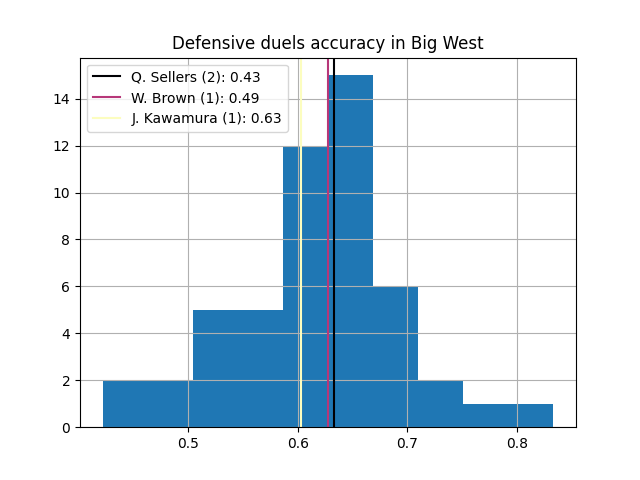 Defensive duels accuracy in Big West
Q. Sellers (2): 0.43
W. Brown (1): 0.49
J. Kawamura (1): 0.63
14
12
10
8
6
4
2
0
0.5 0.6 0.7 0.8